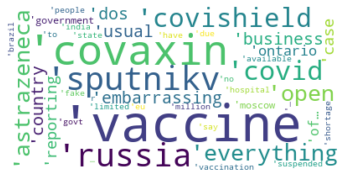 'people 'dos 'covishield 'brazil
'government 'india usual 'business 'case
'to 'state 'covaxin 'have 'due
'astrazeneca 'country 'reporting 'sputnikv 'covid 'ontario 'available
'fake 'embarrassing 'no 'hospital 'open
'govt 'limited 'million 'moscow 'of…
'vaccine 'say 'shortage
'russia 'everything
'vaccination 'suspended